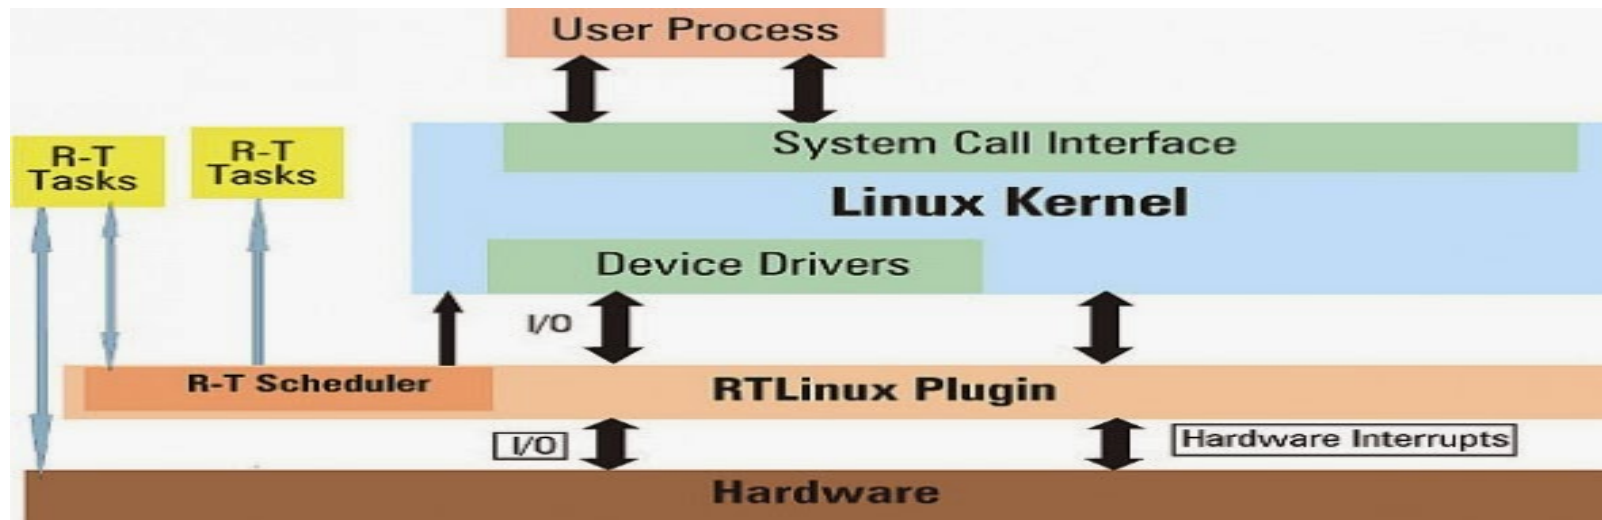 User Process
System Call Interface
R-T
Tasks
R-T
Tasks
Linux Kernel
Device Drivers
I/O
R-T Scheduler
RTLinux Plugin
I/O
Hardware Interrupts
Hardware